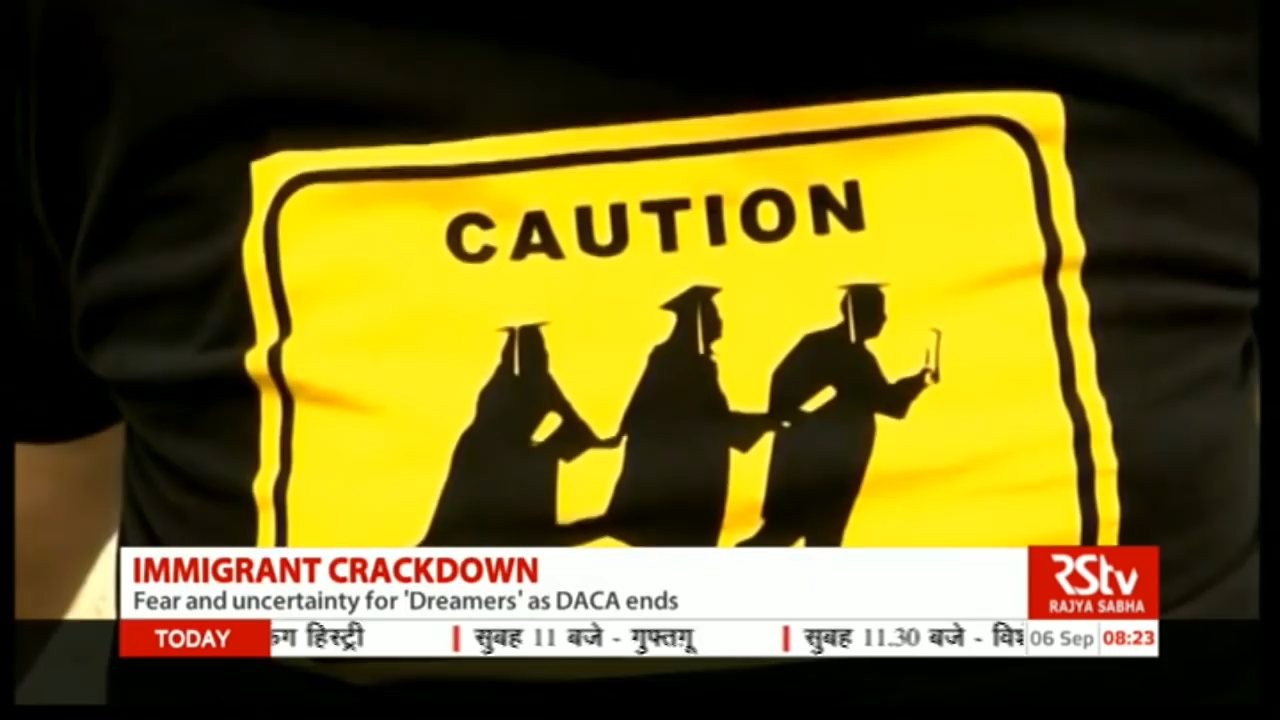 CAUTION
IMMIGRANT CRACKDOWN
Fear and uncertainty for 'Dreamers' as DACA ends
RStv
RAJYA SABHA
TODAY
हिस्ट्री | सुबह 11 बजे - गुफ्तगू | सुबह 11.30 बजे -
06 Sep 08:23